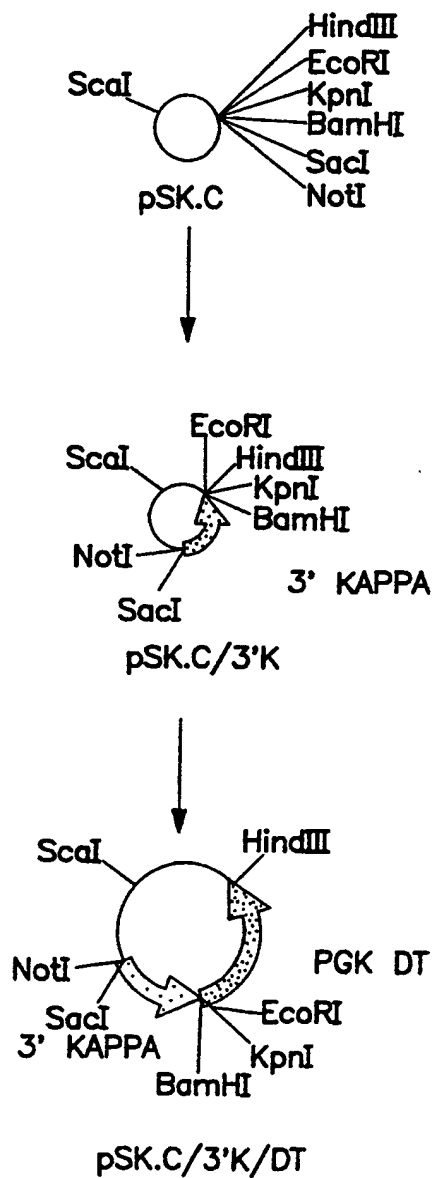 HindIII
EcoRI
ScaI
KpnI
BamHI
SacI
NotI
pSK.C
EcoRI
ScaI
HindIII
KpnI
BamHI
NotI
3' KAPPA
SacI
pSK.C/3'K
HindIII
ScaI
NotI
PGK DT
SacI
EcoRI
3' KAPPA
KpnI
BamHI
pSK.C/3'K/DT